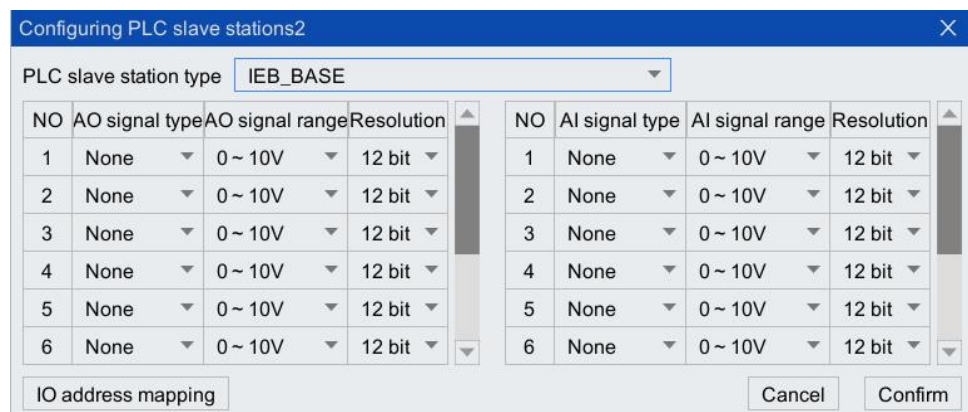 Configuring PLC slave stations2
PLC slave station type IEB_BASE
NO AO signal type AO signal range Resolution NO AI signal type AI signal range Resolution
1 None 0 ~ 10V 12 bit 1 None 0 ~ 10V 12 bit
2 None 0 ~ 10V 12 bit 2 None 0 ~ 10V 12 bit
3 None 0 ~ 10V 12 bit 3 None 0 ~ 10V 12 bit
4 None 0 ~ 10V 12 bit 4 None 0 ~ 10V 12 bit
5 None 0 ~ 10V 12 bit 5 None 0 ~ 10V 12 bit
6 None 0 ~ 10V 12 bit 6 None 0 ~ 10V 12 bit
IO address mapping Cancel Confirm